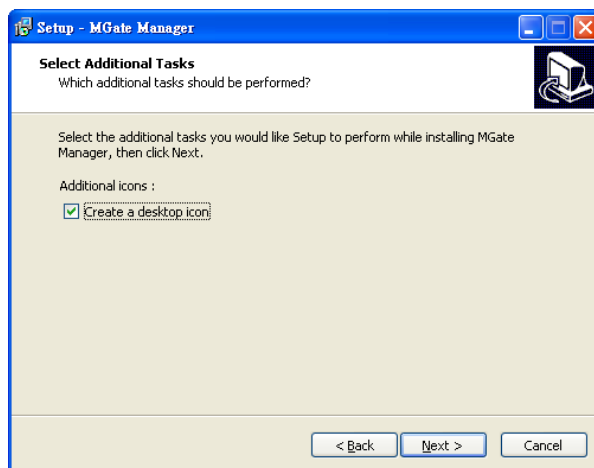 Setup - MGate Manager
Select Additional Tasks
Which additional tasks should be performed?
Select the additional tasks you would like Setup to perform while installing MGate
Manager, then click Next.
Additional icons :
Create a desktop icon
< Back
Next >
Cancel